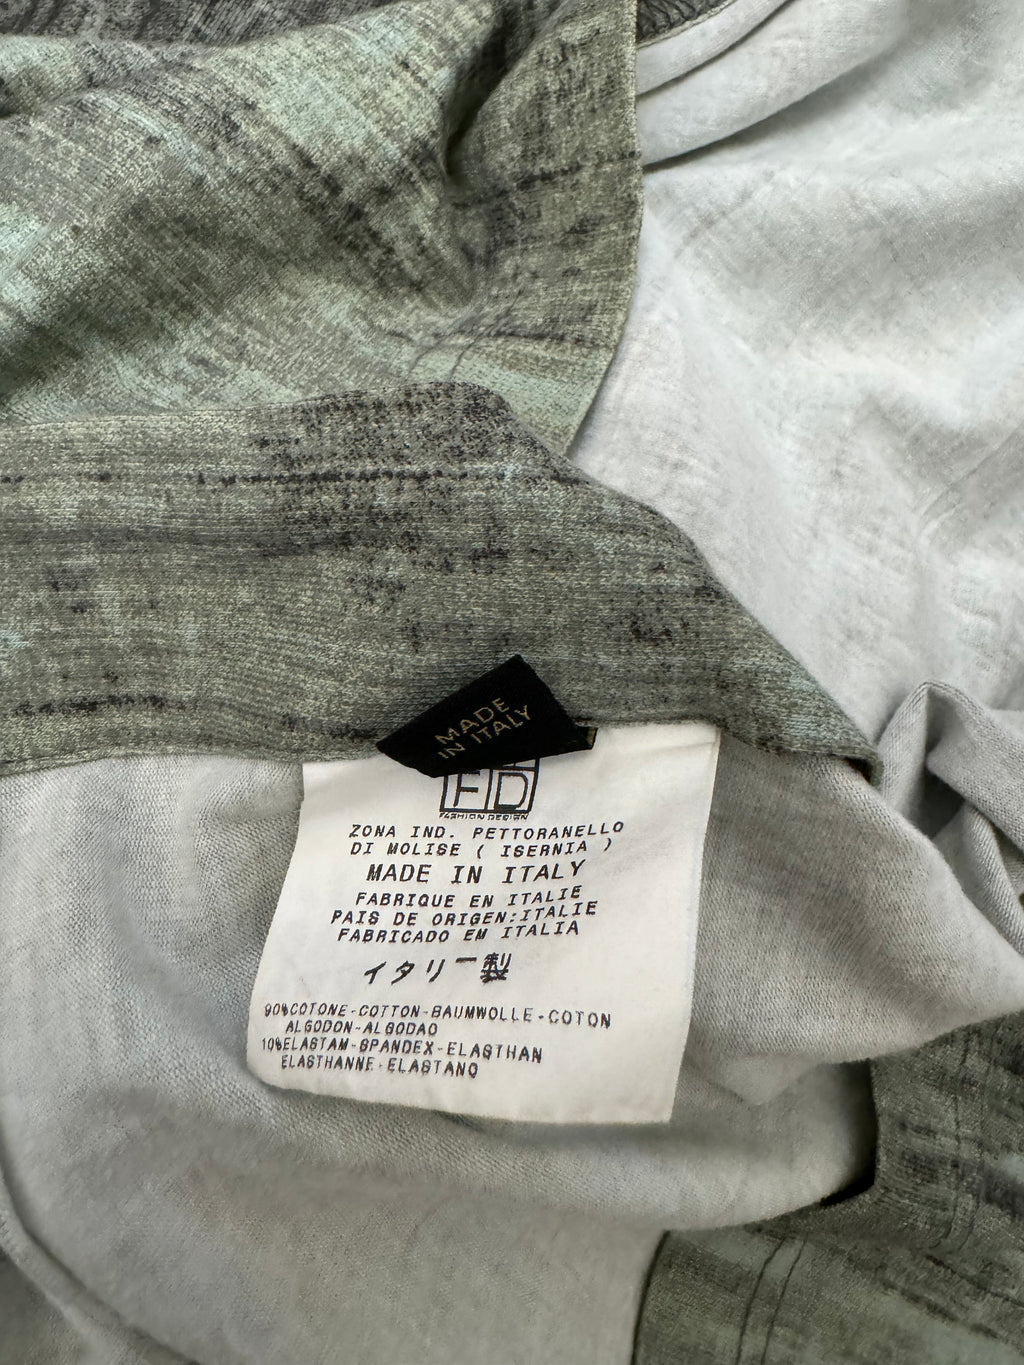 MADE
IN ITALY
FD
FASHION DESIGN
ZONA IND. PETTORANELLO
DI MOLISE ( ISERNIA )
MADE IN ITALY
FABRIQUE EN ITALIE
PAIS DE ORIGEN:ITALIE
FABRICADO EM ITALIA
イタリー製
90%COTONE-COTTON-BAUMWOLLE-COTON
ALGODON-ALGODAO
10%ELASTAM-SPANDEX-ELASTHAN
ELASTHANNE-ELASTANO